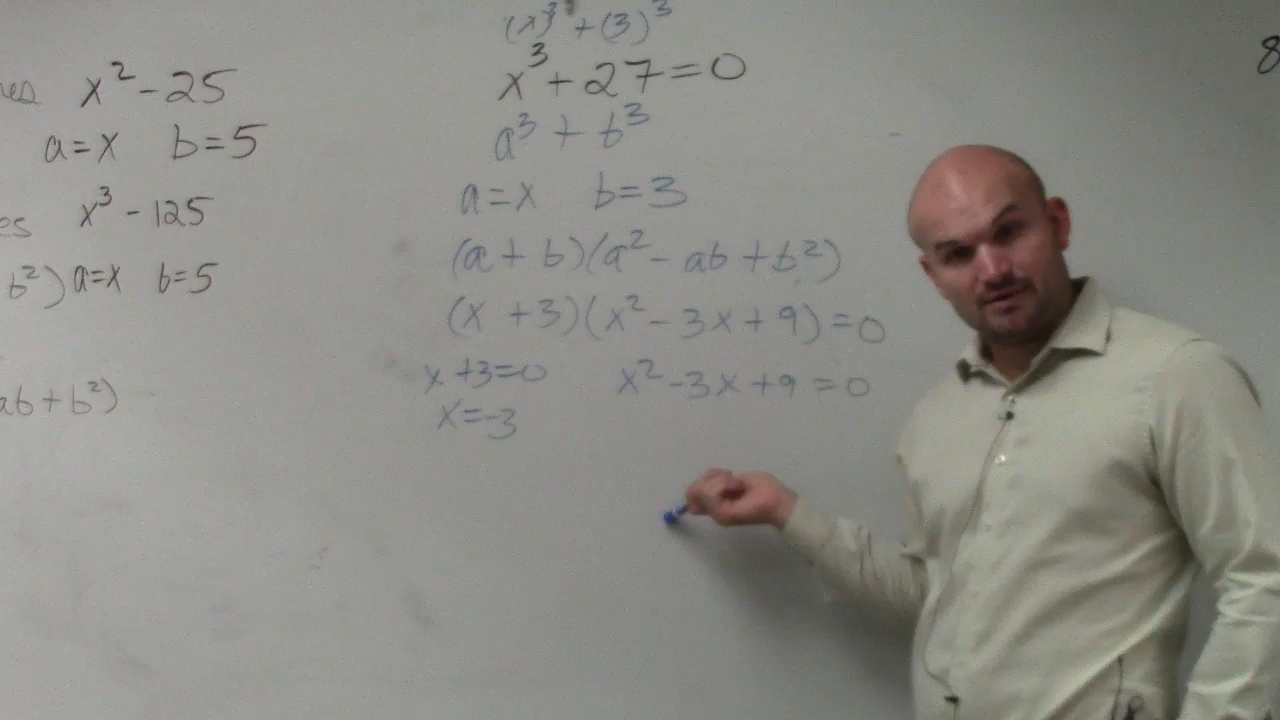 x² - 25
a = x b = 5
x³ - 125
b²) a=x b=5
ab + b²)
(x)³ + (3)³
x³ + 27 = 0
a³ + b³
a = x b = 3
(a + b)(a² - ab + b²)
(x + 3)(x² - 3x + 9) = 0
x + 3 = 0 x² - 3x + 9 = 0
x = -3
8